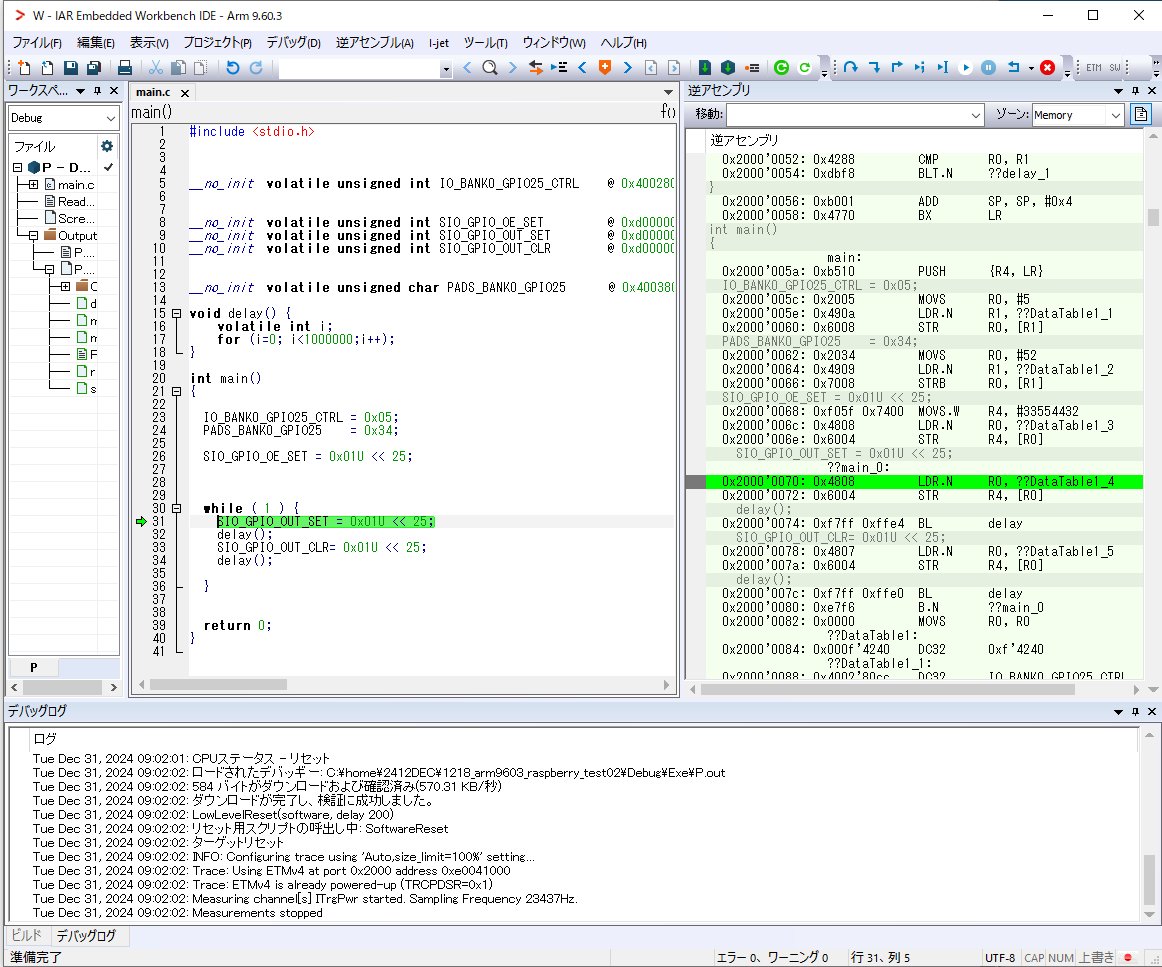 W - IAR Embedded Workbench IDE - Arm 9.60.3
ファイル(F) 編集(E) 表示(V) プロジェクト(P) デバッグ(D) 逆アセンブル(A) I-jet ツール(T) ウィンドウ(W) ヘルプ(H)
ETM SW
ワークスペ...
Debug
ファイル
P - D...
main.c
Read...
Scre...
Output
P....
P....
C
d
m
m
F
r
s
P
main.c
main()
f()
1 #include <stdio.h>
2
3
4
5 __no_init volatile unsigned int IO_BANK0_GPIO25_CTRL @ 0x400280
6
7
8 __no_init volatile unsigned int SIO_GPIO_OE_SET @ 0xd00000
9 __no_init volatile unsigned int SIO_GPIO_OUT_SET @ 0xd00000
10 __no_init volatile unsigned int SIO_GPIO_OUT_CLR @ 0xd00000
11
12
13 __no_init volatile unsigned char PADS_BANK0_GPIO25 @ 0x400380
14
15 void delay() {
16 volatile int i;
17 for (i=0; i<1000000;i++);
18 }
19
20 int main()
21 {
22
23 IO_BANK0_GPIO25_CTRL = 0x05;
24 PADS_BANK0_GPIO25 = 0x34;
25
26 SIO_GPIO_OE_SET = 0x01U << 25;
27
28
29
30 while ( 1 ) {
31 SIO_GPIO_OUT_SET = 0x01U << 25;
32 delay();
33 SIO_GPIO_OUT_CLR= 0x01U << 25;
34 delay();
35
36 }
37
38
39 return 0;
40 }
41
逆アセンブリ
移動: ゾーン: Memory
逆アセンブリ
0x2000'0052: 0x4288 CMP R0, R1
0x2000'0054: 0xdbf8 BLT.N ??delay_1
}
0x2000'0056: 0xb001 ADD SP, SP, #0x4
0x2000'0058: 0x4770 BX LR
int main()
{
main:
0x2000'005a: 0xb510 PUSH {R4, LR}
IO_BANK0_GPIO25_CTRL = 0x05;
0x2000'005c: 0x2005 MOVS R0, #5
0x2000'005e: 0x490a LDR.N R1, ??DataTable1_1
0x2000'0060: 0x6008 STR R0, [R1]
PADS_BANK0_GPIO25 = 0x34;
0x2000'0062: 0x2034 MOVS R0, #52
0x2000'0064: 0x4909 LDR.N R1, ??DataTable1_2
0x2000'0066: 0x7008 STRB R0, [R1]
SIO_GPIO_OE_SET = 0x01U << 25;
0x2000'0068: 0xf05f 0x7400 MOVS.W R4, #33554432
0x2000'006c: 0x4808 LDR.N R0, ??DataTable1_3
0x2000'006e: 0x6004 STR R4, [R0]
SIO_GPIO_OUT_SET = 0x01U << 25;
??main_0:
0x2000'0070: 0x4808 LDR.N R0, ??DataTable1_4
0x2000'0072: 0x6004 STR R4, [R0]
delay();
0x2000'0074: 0xf7ff 0xffe4 BL delay
SIO_GPIO_OUT_CLR= 0x01U << 25;
0x2000'0078: 0x4807 LDR.N R0, ??DataTable1_5
0x2000'007a: 0x6004 STR R4, [R0]
delay();
0x2000'007c: 0xf7ff 0xffe0 BL delay
0x2000'0080: 0xe7f6 B.N ??main_0
0x2000'0082: 0x0000 MOVS R0, R0
??DataTable1:
0x2000'0084: 0x000f'4240 DC32 0xf'4240
??DataTable1_1:
0x2000'0088: 0x4002'80cc DC32 IO_BANK0_GPIO25_CTRL
デバッグログ
ログ
Tue Dec 31, 2024 09:02:01: CPUステータス - リセット
Tue Dec 31, 2024 09:02:02: ロードされたデバッギー: C:¥home¥2412DEC¥1218_arm9603_raspberry_test02¥Debug¥Exe¥P.out
Tue Dec 31, 2024 09:02:02: 584 バイトがダウンロードおよび確認済み(570.31 KB/秒)
Tue Dec 31, 2024 09:02:02: ダウンロードが完了し、検証に成功しました。
Tue Dec 31, 2024 09:02:02: LowLevelReset(software, delay 200)
Tue Dec 31, 2024 09:02:02: リセット用スクリプトの呼出し中: SoftwareReset
Tue Dec 31, 2024 09:02:02: ターゲットリセット
Tue Dec 31, 2024 09:02:02: INFO: Configuring trace using 'Auto,size_limit=100%' setting...
Tue Dec 31, 2024 09:02:02: Trace: Using ETMv4 at port 0x2000 address 0xe0041000
Tue Dec 31, 2024 09:02:02: Trace: ETMv4 is already powered-up (TRCPDSR=0x1)
Tue Dec 31, 2024 09:02:02: Measuring channel[s] ITrgPwr started. Sampling Frequency 23437Hz.
Tue Dec 31, 2024 09:02:02: Measurements stopped
ビルド デバッグログ
準備完了 エラー 0、ワーニング 0 行 31、列 5 UTF-8 CAP NUM 上書き